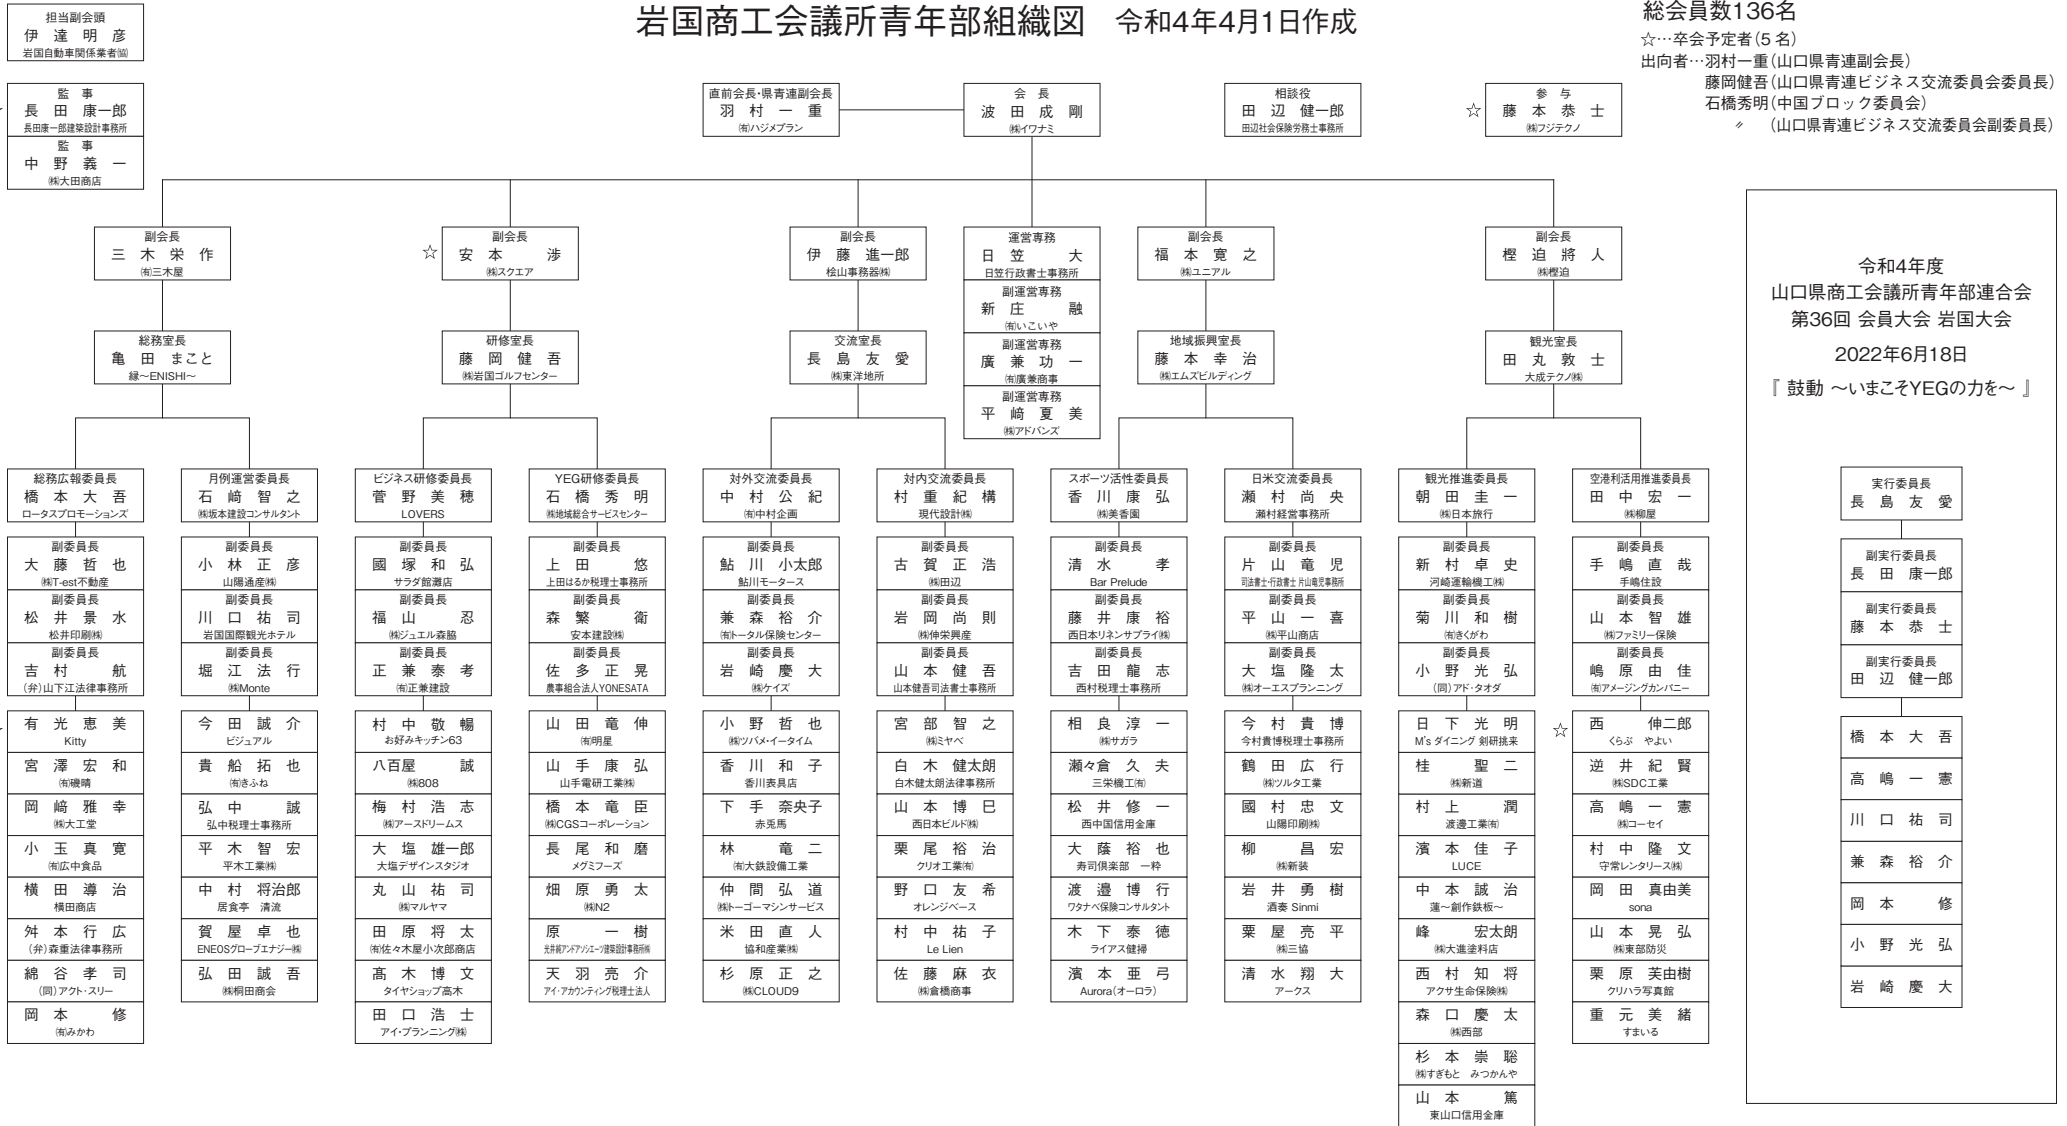 岩国商工会議所青年部組織図 令和4年4月1日作成
総会員数136名
☆…卒会予定者(5名)
出向者…羽村一重(山口県青連副会長)
藤岡健吾(山口県青連ビジネス交流委員会委員長)
石橋秀明(中国ブロック委員会)
〃 (山口県青連ビジネス交流委員会副委員長)
担当副会頭
伊達明彦
岩国自動車関係業者㈿
監事
☆
長田康一郎
長田康一郎建築設計事務所
監事
中野義一
㈱大田商店
直前会長・県青連副会長
羽村一重
㈲ハジメプラン
会長
波田成剛
㈱イワナミ
相談役
田辺健一郎
田辺社会保険労務士事務所
☆
参与
藤本恭士
㈱フジテクノ
副会長
三木栄作
㈲三木屋
☆
副会長
安本渉
㈱スクエア
副会長
伊藤進一郎
桧山事務器㈱
運営専務
日笠大
日笠行政書士事務所
副運営専務
新庄融
㈲いこいや
副運営専務
廣兼功一
㈲廣兼商事
副運営専務
平﨑夏美
㈱アドバンズ
副会長
福本寛之
㈱ユニアル
副会長
樫迫將人
㈱樫迫
総務室長
亀田まこと
縁～ENISHI～
研修室長
藤岡健吾
㈱岩国ゴルフセンター
交流室長
長島友愛
㈱東洋地所
地域振興室長
藤本幸治
㈱エムズビルディング
観光室長
田丸敦士
大成テクノ㈱
総務広報委員長
橋本大吾
ロータスプロモーションズ
副委員長
大藤哲也
㈱T-est不動産
副委員長
松井景水
松井印刷㈱
副委員長
吉村航
(弁)山下江法律事務所
☆
有光恵美
Kitty
宮澤宏和
㈲磯晴
岡﨑雅幸
㈱大工堂
小玉真寛
㈲広中食品
横田導治
横田商店
舛本行広
(弁)森重法律事務所
綿谷孝司
(同)アクト・スリー
岡本修
㈲みかわ
月例運営委員長
石﨑智之
㈱坂本建設コンサルタント
副委員長
小林正彦
山陽通産㈱
副委員長
川口祐司
岩国国際観光ホテル
副委員長
堀江法行
㈱Monte
今田誠介
ビジュアル
貴船拓也
㈲きふね
弘中誠
弘中税理士事務所
平木智宏
平木工業㈱
中村将治郎
居食亭 清流
賀屋卓也
ENEOSグローブエナジー㈱
弘田誠吾
㈱桐田商会
ビジネス研修委員長
菅野美穂
LOVERS
副委員長
國塚和弘
サラダ館灘店
副委員長
福山忍
㈱ジュエル森脇
副委員長
正兼泰考
㈲正兼建設
村中敬暢
お好みキッチン63
八百屋誠
㈱808
梅村浩志
㈱アースドリームス
大塩雄一郎
大塩デザインスタジオ
丸山祐司
㈱マルヤマ
田原将太
㈲佐々木屋小次郎商店
髙木博文
タイヤショップ高木
田口浩士
アイ・プランニング㈱
YEG研修委員長
石橋秀明
㈱地域総合サービスセンター
副委員長
上田悠
上田はるか税理士事務所
副委員長
森繁衛
安本建設㈱
副委員長
佐多正晃
農事組合法人YONESATA
山田竜伸
㈲明星
山手康弘
山手電研工業㈱
橋本竜臣
㈱CGSコーポレーション
長尾和磨
メグミフーズ
畑原勇太
㈱N2
原一樹
天羽亮介
アイ・アカウンティング税理士法人
対外交流委員長
中村公紀
㈲中村企画
副委員長
鮎川小太郎
鮎川モータース
副委員長
兼森裕介
㈲トータル保険センター
副委員長
岩崎慶大
㈱ケイズ
小野哲也
㈱ツバメ・イータイム
香川和子
香川表具店
下手奈央子
赤兎馬
林竜二
㈲大鉄設備工業
仲間弘道
㈱トーゴーマシンサービス
米田直人
協和産業㈱
杉原正之
㈱CLOUD9
対内交流委員長
村重紀構
現代設計㈱
副委員長
古賀正浩
㈱田辺
副委員長
岩岡尚則
㈱伸栄興産
副委員長
山本健吾
山本健吾司法書士事務所
宮部智之
㈱ミヤベ
白木健太朗
白木健太朗法律事務所
山本博巳
西日本ビルド㈱
栗尾裕治
クリオ工業㈲
野口友希
オレンジベース
村中祐子
Le Lien
佐藤麻衣
㈱倉橋商事
スポーツ活性委員長
香川康弘
㈱美香園
副委員長
清水孝
Bar Prelude
副委員長
藤井康裕
西日本リネンサプライ㈱
副委員長
吉田龍志
西村税理士事務所
相良淳一
㈱サガラ
瀬々倉久夫
三栄機工㈲
松井修一
西中国信用金庫
大蔭裕也
寿司倶楽部 一粋
渡邉博行
ワタナベ保険コンサルタント
木下泰徳
ライアス健掃
濱本亜弓
Aurora(オーロラ)
日米交流委員長
瀬村尚央
瀬村経営事務所
副委員長
片山竜児
司法書士・行政書士 片山竜児事務所
副委員長
平山一喜
㈱平山商店
副委員長
大塩隆太
㈱オーエスプランニング
今村貴博
今村貴博税理士事務所
鶴田広行
㈱ツルタ工業
國村忠文
山陽印刷㈱
柳昌宏
㈱新装
岩井勇樹
酒奏 Sinmi
栗屋亮平
㈱三協
清水翔大
アークス
観光推進委員長
朝田圭一
㈱日本旅行
副委員長
新村卓史
河崎運輸機工㈱
副委員長
菊川和樹
㈲きくがわ
副委員長
小野光弘
(同)アド・タオダ
日下光明
M's ダイニング 剣研挑来
桂聖二
㈱新道
村上潤
渡邊工業㈲
濱本佳子
LUCE
中本誠治
蓮～創作鉄板～
峰宏太朗
㈱大進塗料店
西村知将
アクサ生命保険㈱
森口慶太
㈱西部
杉本崇聡
㈱すぎもと みつかんや
山本篤
東山口信用金庫
空港利活用推進委員長
田中宏一
㈱柳屋
副委員長
手嶋直哉
手嶋住設
副委員長
山本智雄
㈱ファミリー保険
副委員長
嶋原由佳
㈲アメージングカンパニー
☆
西伸二郎
くらぶ やよい
逆井紀賢
㈱SDC工業
高嶋一憲
㈱コーセイ
村中隆文
守常レンタリース㈱
岡田真由美
sona
山本晃弘
㈱東部防災
栗原美由樹
クリハラ写真館
重元美緒
すまいる
令和4年度
山口県商工会議所青年部連合会
第36回 会員大会 岩国大会
2022年6月18日
『 鼓動 ～いまこそYEGの力を～ 』
実行委員長
長島友愛
副実行委員長
長田康一郎
副実行委員長
藤本恭士
副実行委員長
田辺健一郎
橋本大吾
高嶋一憲
川口祐司
兼森裕介
岡本修
小野光弘
岩崎慶大